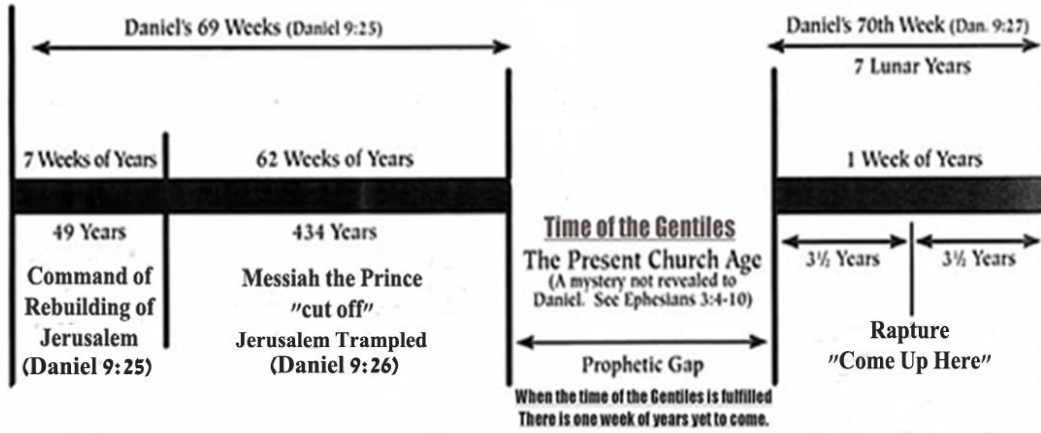 Daniel's 69 Weeks (Daniel 9:25)
Daniel's 70th Week (Dan. 9:27)
7 Lunar Years
7 Weeks of Years
62 Weeks of Years
1 Week of Years
49 Years
434 Years
Command of
Rebuilding of
Jerusalem
(Daniel 9:25)
Messiah the Prince
"cut off"
Jerusalem Trampled
(Daniel 9:26)
Time of the Gentiles
The Present Church Age
(A mystery not revealed to
Daniel. See Ephesians 3:4-10)
Prophetic Gap
When the time of the Gentiles is fulfilled
There is one week of years yet to come.
3½ Years
3½ Years
Rapture
"Come Up Here"